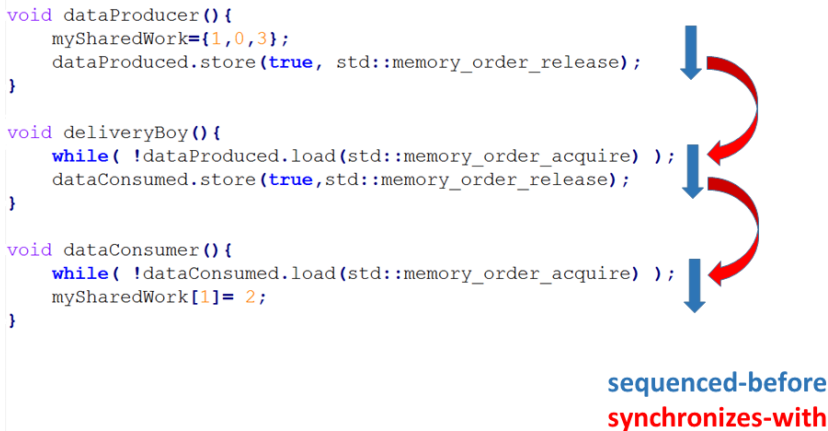 void dataProducer(){
    mySharedWork={1,0,3};
    dataProduced.store(true, std::memory_order_release);
}
void deliveryBoy(){
    while( !dataProduced.load(std::memory_order_acquire) );
    dataConsumed.store(true,std::memory_order_release);
}
void dataConsumer(){
    while( !dataConsumed.load(std::memory_order_acquire) );
    mySharedWork[1]= 2;
}
sequenced-before
synchronizes-with